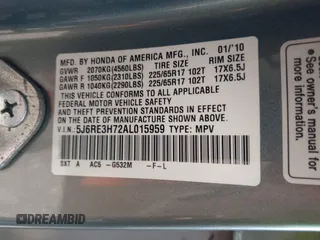 MFD. BY HONDA OF AMERICA MFG., INC. 01/'10
GVWR 2070KG(4560LBS) TIRE SIZE RIM SIZE
GAWR F 1050KG(2310LBS) 225/65R17 102T 17X6.5J
GAWR R 1040KG(2290LBS) 225/65R17 102T 17X6.5J
THIS VEHICLE CONFORMS TO ALL APPLICABLE
FEDERAL MOTOR VEHICLE SAFETY AND
THEFT PREVENTION STANDARDS IN EFFECT ON
THE DATE OF MANUFACTURE SHOWN ABOVE.
V.I.N.: 5J6RE3H72AL015959 TYPE: MPV
SXT A AC5 -G532M -F-L
See owner's manual
more information
DREAMBID